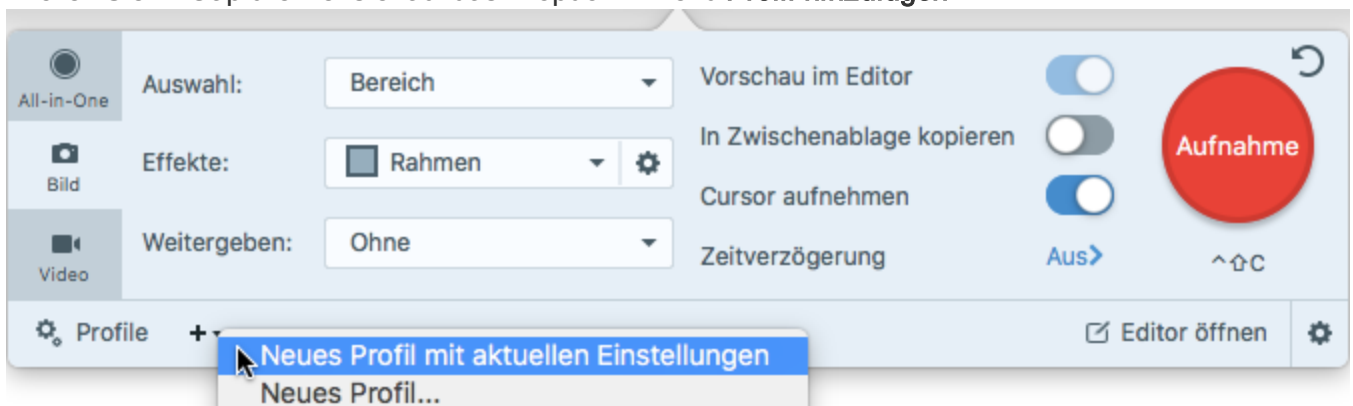 All-in-One
Bild
Video
Auswahl:
Bereich
Effekte:
Rahmen
Weitergeben:
Ohne
Vorschau im Editor
In Zwischenablage kopieren
Cursor aufnehmen
Zeitverzögerung
Aus>
Aufnahme
^⇧C
Profile
+
Editor öffnen
Neues Profil mit aktuellen Einstellungen
Neues Profil...